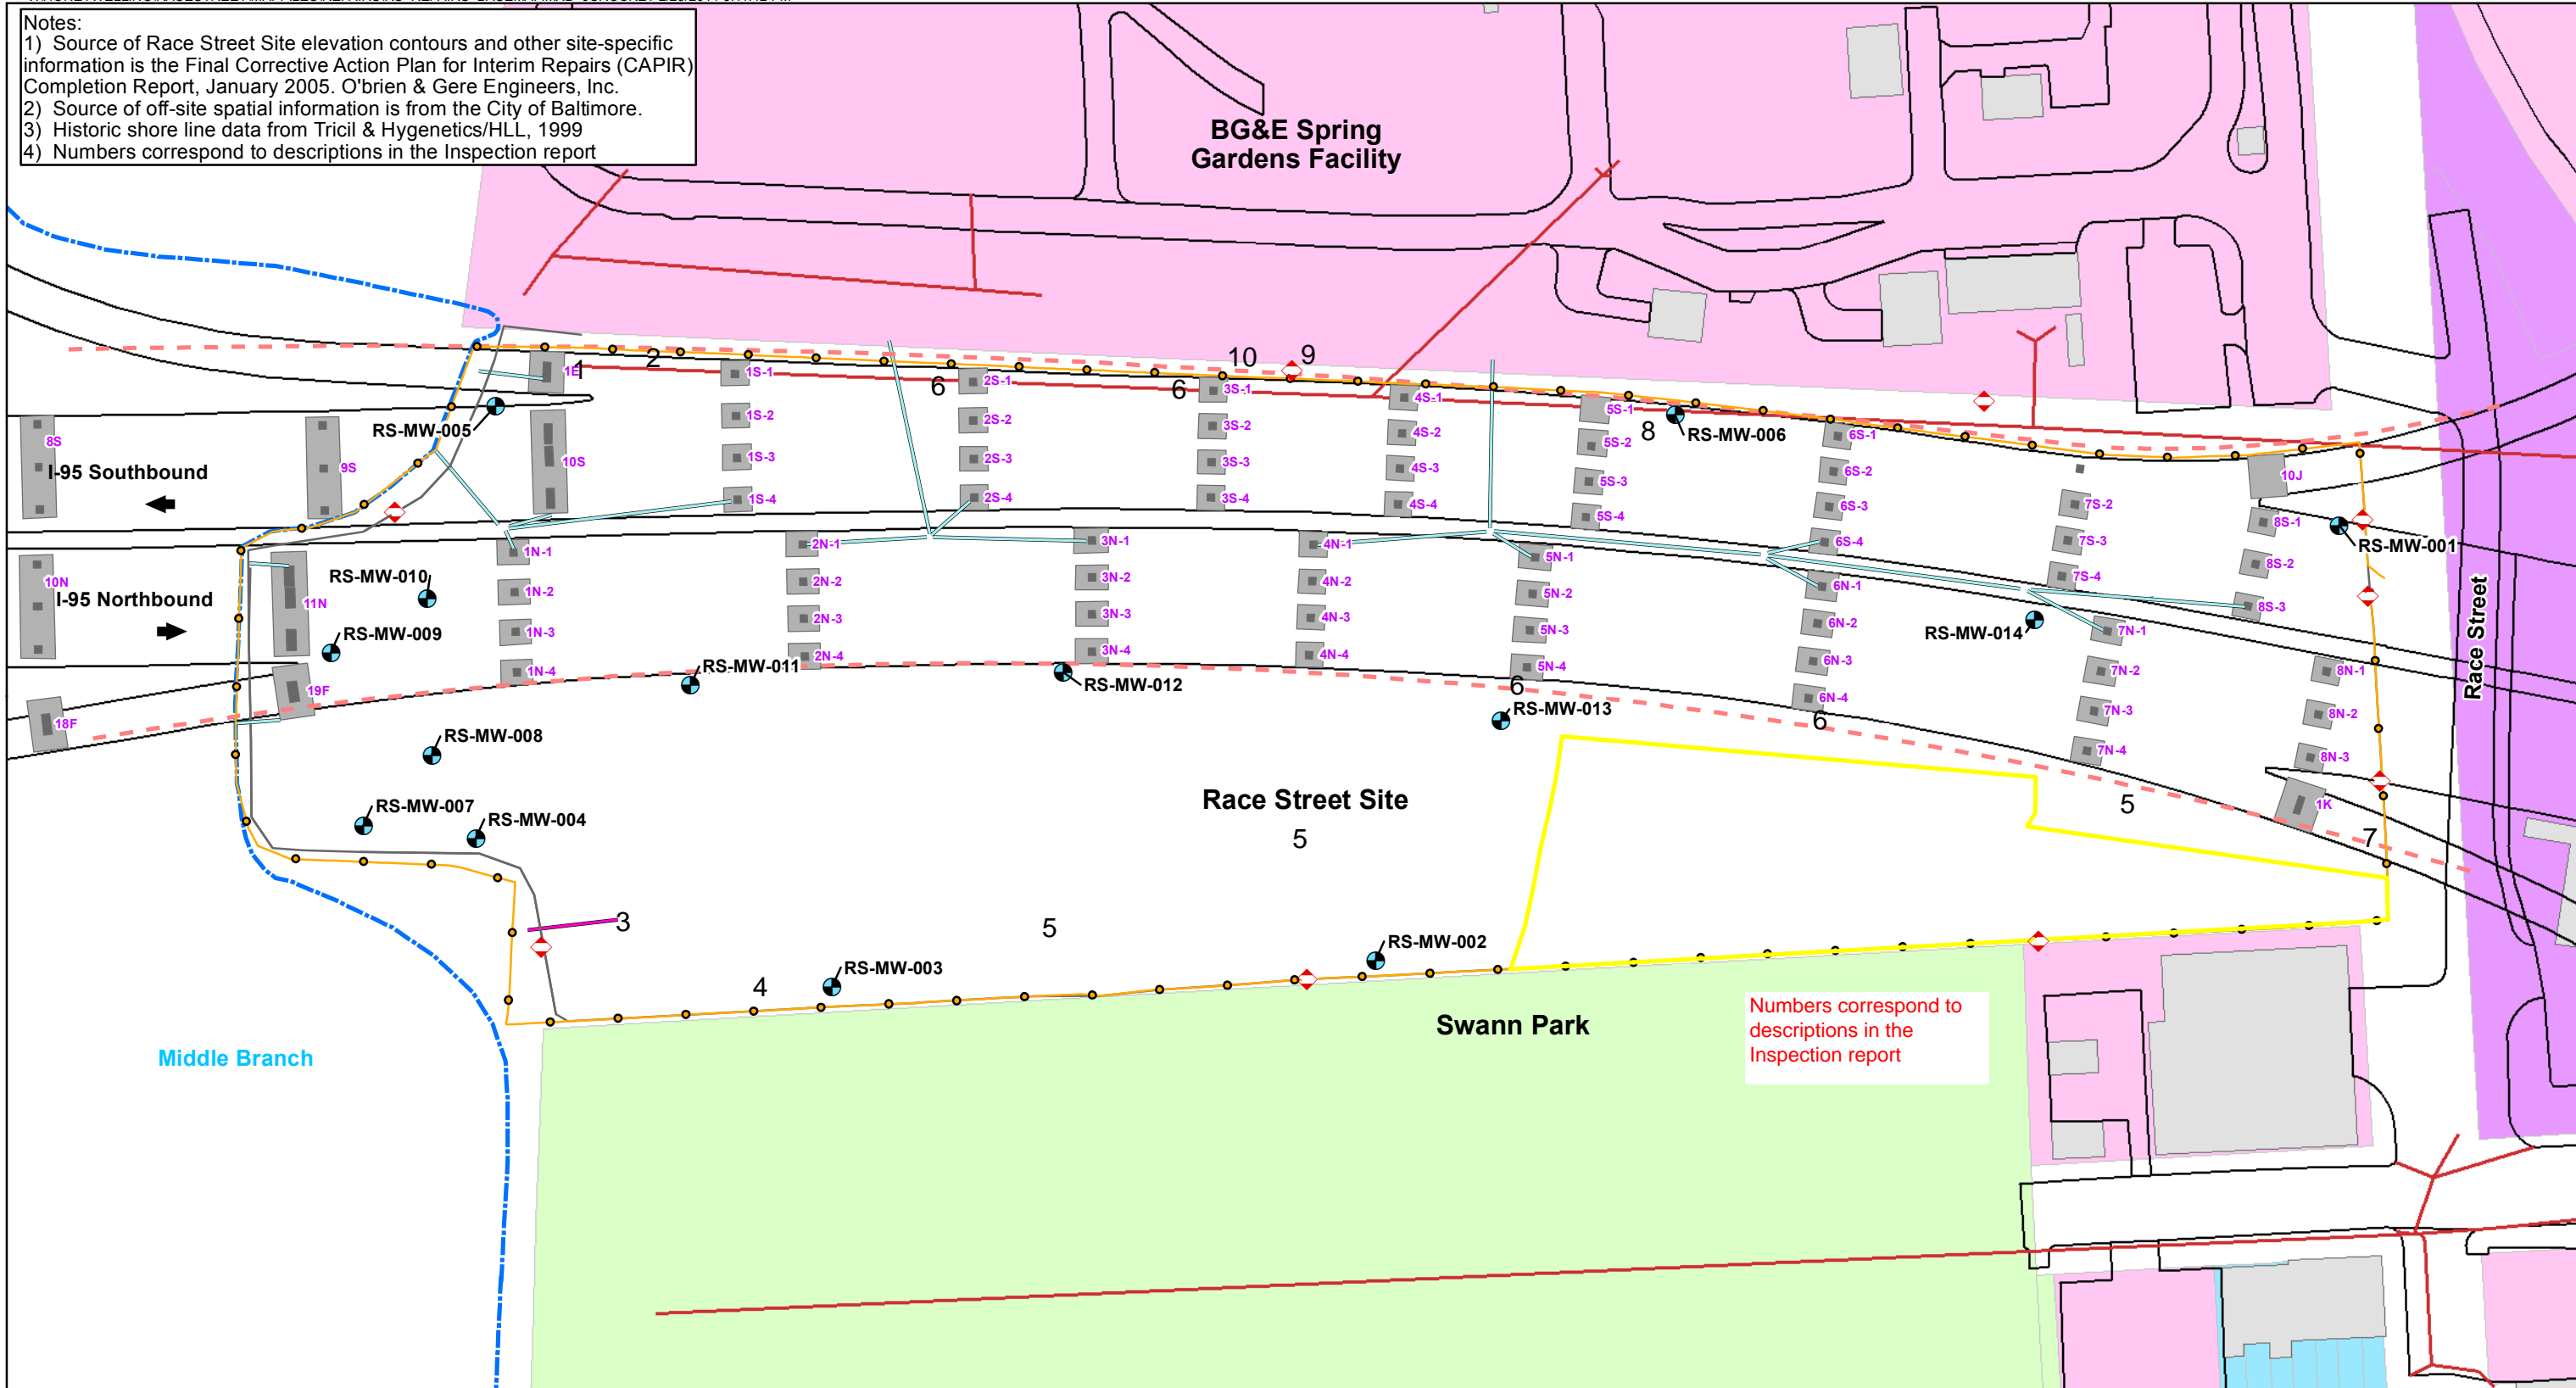 Notes:
1) Source of Race Street Site elevation contours and other site-specific
information is the Final Corrective Action Plan for Interim Repairs (CAPIR)
Completion Report, January 2005. O'brien & Gere Engineers, Inc.
2) Source of off-site spatial information is from the City of Baltimore.
3) Historic shore line data from Tricil & Hygenetics/HLL, 1999
4) Numbers correspond to descriptions in the Inspection report
BG&E Spring
Gardens Facility
1E
1
2
1S-1
6
2S-1
6
3S-1
10
9
4S-1
5S-1
8
RS-MW-006
6S-1
RS-MW-005
1S-2
2S-2
3S-2
4S-2
5S-2
6S-2
8S
I-95 Southbound
9S
10S
1S-3
2S-3
3S-3
4S-3
5S-3
6S-3
7S-2
10J
1S-4
2S-4
3S-4
4S-4
5S-4
6S-4
7S-3
8S-1
RS-MW-001
10N
I-95 Northbound
11N
RS-MW-010
1N-1
2N-1
3N-1
4N-1
5N-1
6N-1
7S-4
8S-2
1N-2
2N-2
3N-2
4N-2
5N-2
6N-2
8S-3
RS-MW-009
1N-3
2N-3
3N-3
4N-3
5N-3
6N-3
RS-MW-014
7N-1
Race Street
1N-4
2N-4
3N-4
4N-4
5N-4
6N-4
7N-2
8N-1
18F
19F
RS-MW-011
RS-MW-012
6
RS-MW-013
6
7N-3
8N-2
7N-4
8N-3
RS-MW-008
RS-MW-007
RS-MW-004
Race Street Site
5
5
1K
7
3
5
4
RS-MW-003
RS-MW-002
Swann Park
Middle Branch
Numbers correspond to
descriptions in the
Inspection report